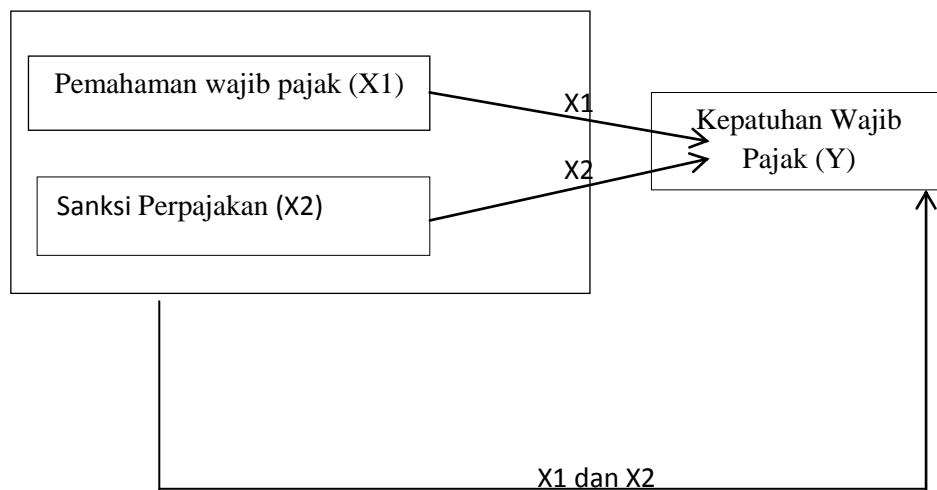 Pemahaman wajib pajak (X1)
X1
Kepatuhan Wajib
Pajak (Y)
X2
Sanksi Perpajakan (X2)
X1 dan X2